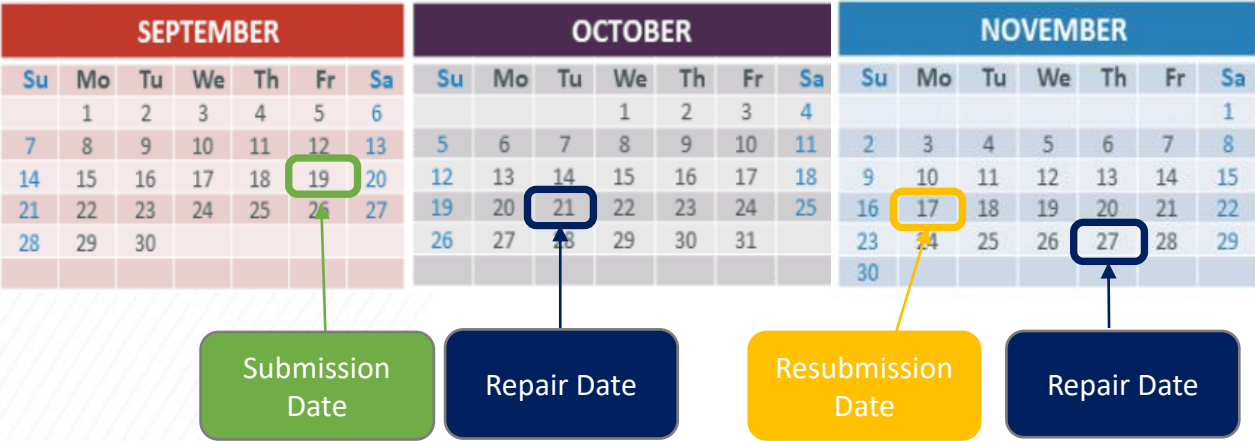 SEPTEMBER
Su Mo Tu We Th Fr Sa
1 2 3 4 5 6
7 8 9 10 11 12 13
14 15 16 17 18 19 20
21 22 23 24 25 26 27
28 29 30
OCTOBER
Su Mo Tu We Th Fr Sa
1 2 3 4
5 6 7 8 9 10 11
12 13 14 15 16 17 18
19 20 21 22 23 24 25
26 27 28 29 30 31
NOVEMBER
Su Mo Tu We Th Fr Sa
1
2 3 4 5 6 7 8
9 10 11 12 13 14 15
16 17 18 19 20 21 22
23 24 25 26 27 28 29
30
Submission
Date
Repair Date
Resubmission
Date
Repair Date